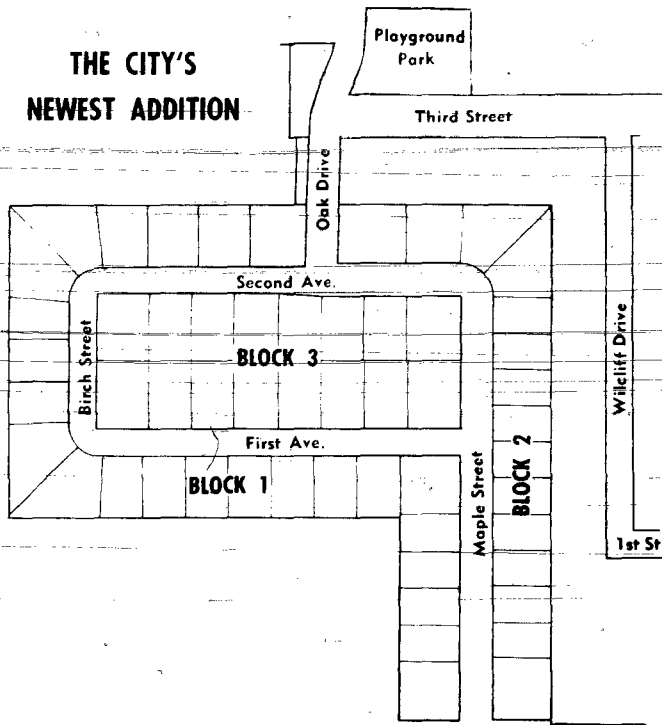 THE CITY'S
NEWEST ADDITION
Playground
Park
Third Street
Oak Drive
Second Ave.
Birch Street
BLOCK 3
Wilcliff Drive
First Ave.
BLOCK 1
Maple Street
BLOCK 2
1st St